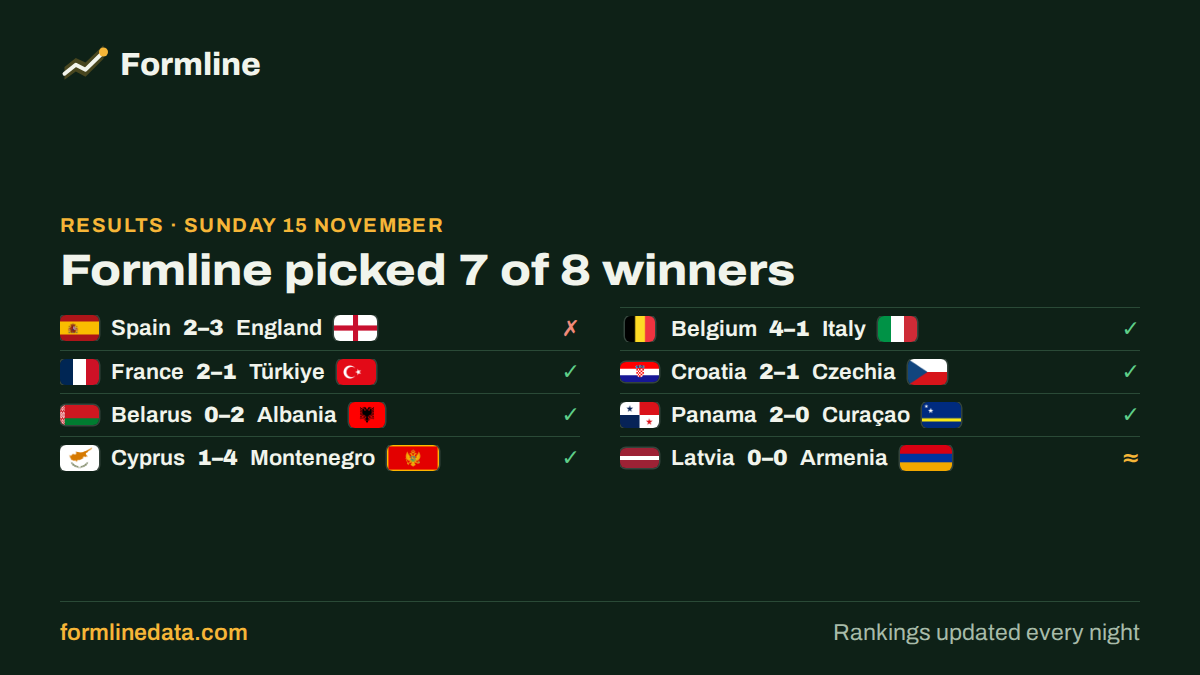 Formline
RESULTS · SUNDAY 15 NOVEMBER
Formline picked 7 of 8 winners
Spain 2–3 England ✗
France 2–1 Türkiye ✓
Belarus 0–2 Albania ✓
Cyprus 1–4 Montenegro ✓
Belgium 4–1 Italy ✓
Croatia 2–1 Czechia ✓
Panama 2–0 Curaçao ✓
Latvia 0–0 Armenia ≈
formlinedata.com
Rankings updated every night